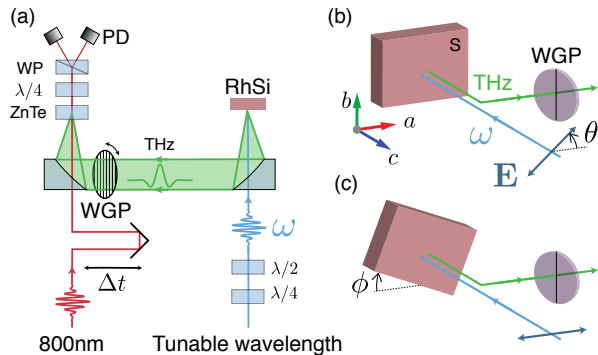 (a)
PD
WP
λ/4
ZnTe
THz
WGP
Δt
800nm
RhSi
ω
λ/2
λ/4
Tunable wavelength
(b)
S
WGP
THz
b
a
c
ω
E
θ
(c)
ϕ